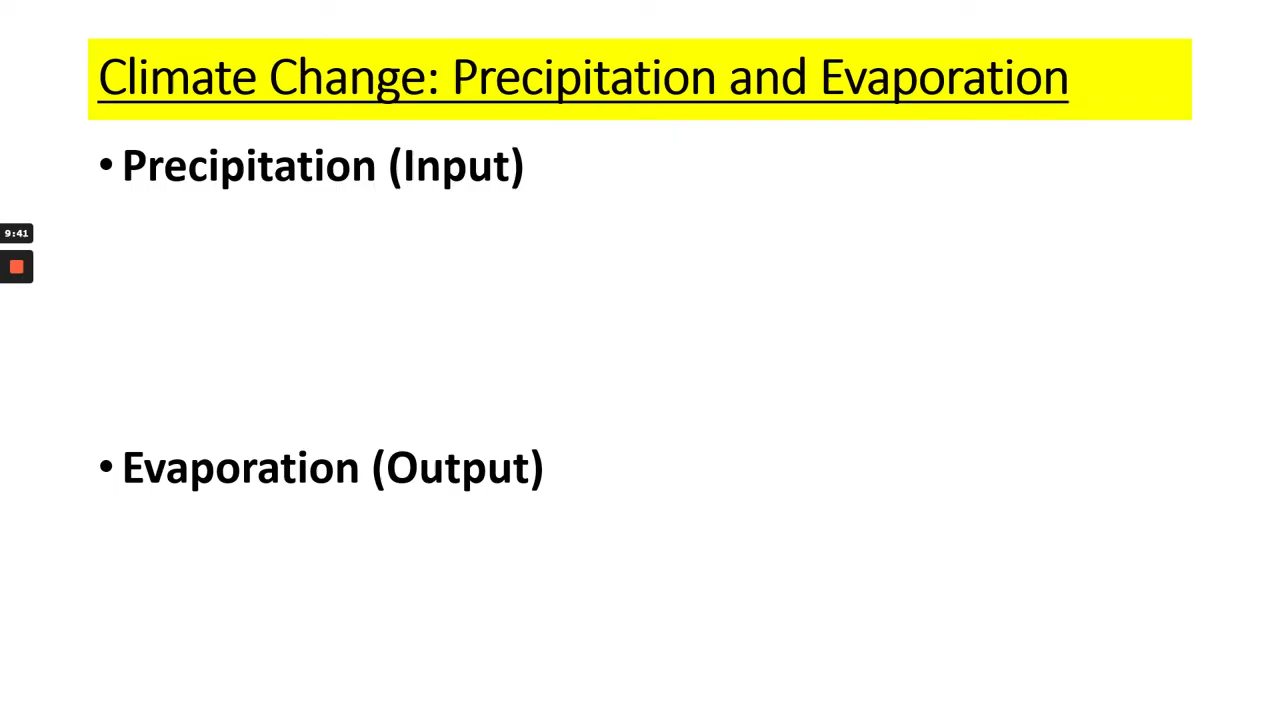 Climate Change: Precipitation and Evaporation
• Precipitation (Input)
9:41
• Evaporation (Output)